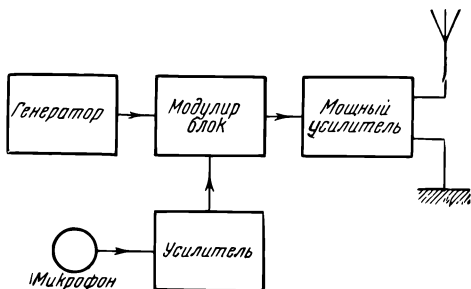 Генератор
Модулир
блок
Мощный
усилитель
Усилитель
Микрофон